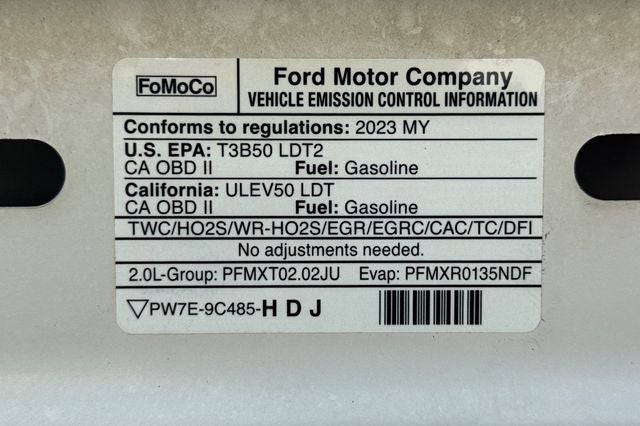 FoMoCo
Ford Motor Company
VEHICLE EMISSION CONTROL INFORMATION
Conforms to regulations: 2023 MY
U.S. EPA: T3B50 LDT2
CA OBD II Fuel: Gasoline
California: ULEV50 LDT
CA OBD II Fuel: Gasoline
TWC/HO2S/WR-HO2S/EGR/EGRC/CAC/TC/DFI
No adjustments needed.
2.0L-Group: PFMXT02.02JU Evap: PFMXR0135NDF
▽PW7E-9C485-H D J